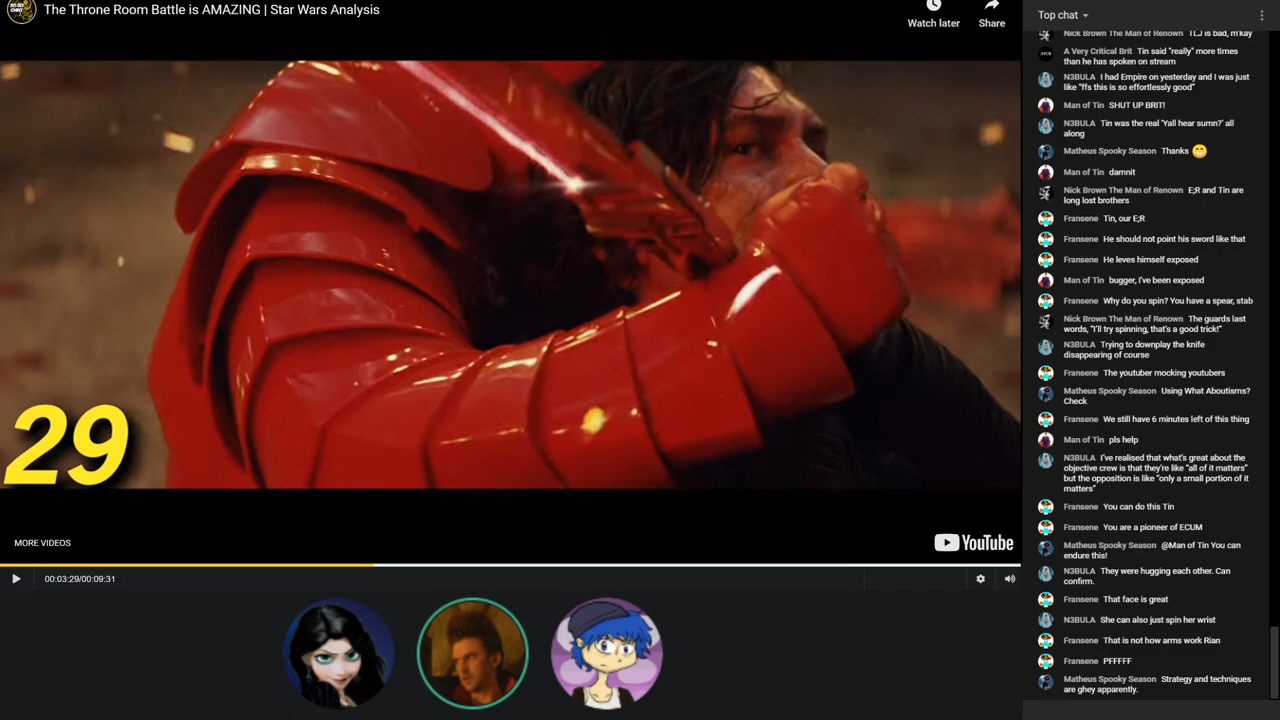 The Throne Room Battle is AMAZING | Star Wars Analysis
Watch later
Share
29
MORE VIDEOS
YouTube
00:03:29/00:09:31
Top chat
Nick Brown The Man of Renown TLJ is bad, m'kay
A Very Critical Brit Tin said "really" more times
than he has spoken on stream
N3BULA I had Empire on yesterday and I was just
like "ffs this is so effortlessly good"
Man of Tin SHUT UP BRIT!
N3BULA Tin was the real 'Yall hear sumn?' all
along
Matheus Spooky Season Thanks 😁
Man of Tin damnit
Nick Brown The Man of Renown E;R and Tin are
long lost brothers
Fransene Tin, our E;R
Fransene He should not point his sword like that
Fransene He leves himself exposed
Man of Tin bugger, I've been exposed
Fransene Why do you spin? You have a spear, stab
Nick Brown The Man of Renown The guards last
words, "I'll try spinning, that's a good trick!"
N3BULA Trying to downplay the knife
disappearing of course
Fransene The youtuber mocking youtubers
Matheus Spooky Season Using What Aboutisms?
Check
Fransene We still have 6 minutes left of this thing
Man of Tin pls help
N3BULA I've realised that what's great about the
objective crew is that they're like "all of it matters"
but the opposition is like "only a small portion of it
matters"
Fransene You can do this Tin
Fransene You are a pioneer of ECUM
Matheus Spooky Season @Man of Tin You can
endure this!
N3BULA They were hugging each other. Can
confirm.
Fransene That face is great
N3BULA She can also just spin her wrist
Fransene That is not how arms work Rian
Fransene PFFFFF
Matheus Spooky Season Strategy and techniques
are ghey apparently.